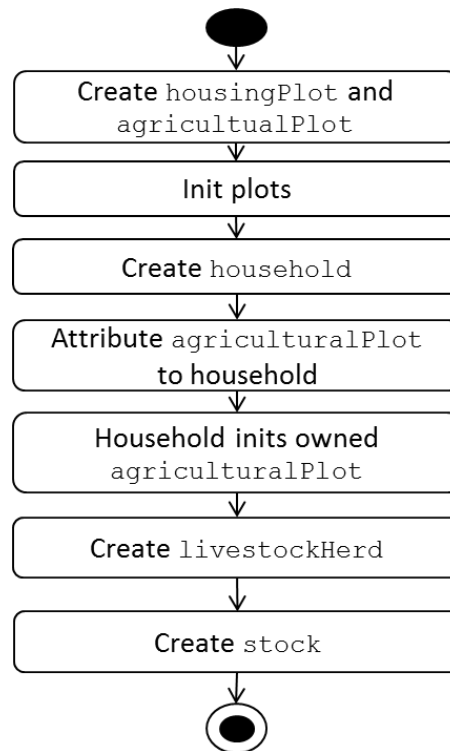 Create housingPlot and
agricultualPlot
Init plots
Create household
Attribute agriculturalPlot
to household
Household inits owned
agriculturalPlot
Create livestockHerd
Create stock